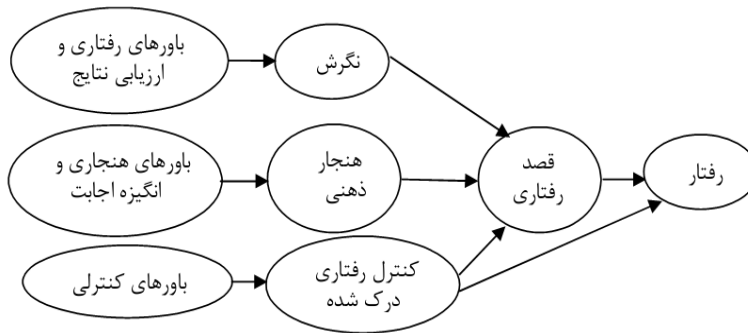 باورهای رفتاری و
ارزیابی نتایج
نگرش
باورهای هنجاری و
انگیزه اجابت
هنجار
ذهنی
قصد
رفتاری
رفتار
باورهای کنترلی
کنترل رفتاری
درک شده